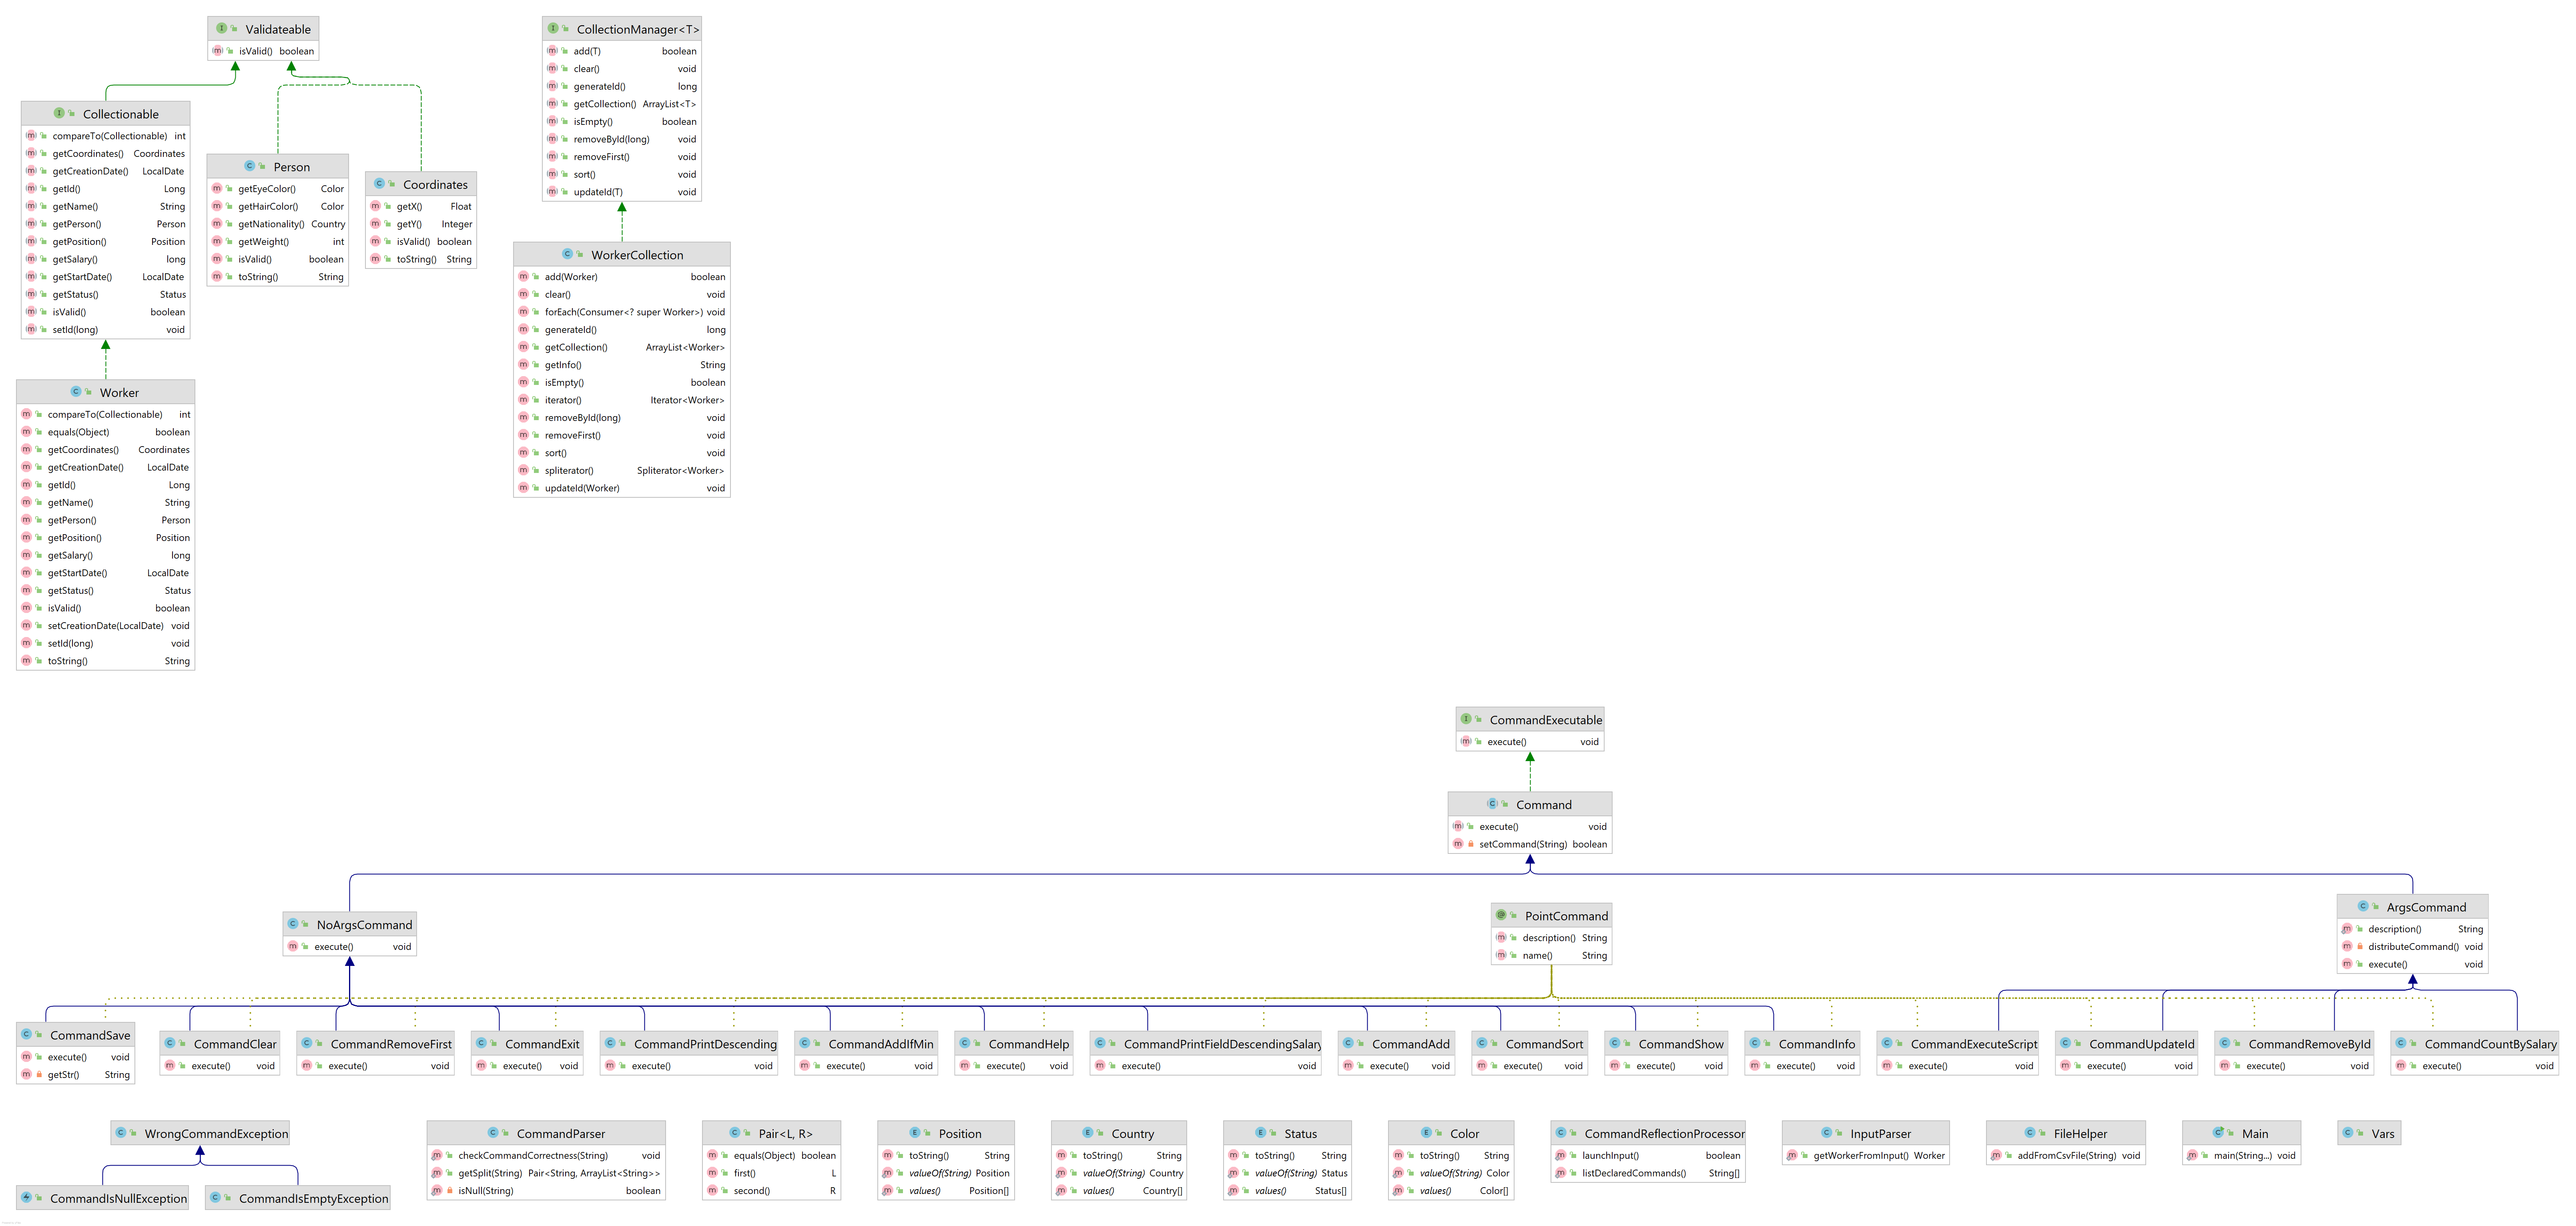 Validateable
isValid() boolean
CollectionManager<T>
add(T) boolean
clear() void
generateId() long
getCollection() ArrayList<T>
isEmpty() boolean
removeById(long) void
removeFirst() void
sort() void
updateId(T) void
Collectionable
compareTo(Collectionable) int
getCoordinates() Coordinates
getCreationDate() LocalDate
getId() Long
getName() String
getPerson() Person
getPosition() Position
getSalary() long
getStartDate() LocalDate
getStatus() Status
isValid() boolean
setId(long) void
Person
getEyeColor() Color
getHairColor() Color
getNationality() Country
getWeight() int
isValid() boolean
toString() String
Coordinates
getX() Float
getY() Integer
isValid() boolean
toString() String
WorkerCollection
add(Worker) boolean
clear() void
forEach(Consumer<? super Worker>) void
generateId() long
getCollection() ArrayList<Worker>
getInfo() String
isEmpty() boolean
iterator() Iterator<Worker>
removeById(long) void
removeFirst() void
sort() void
spliterator() Spliterator<Worker>
updateId(Worker) void
Worker
compareTo(Collectionable) int
equals(Object) boolean
getCoordinates() Coordinates
getCreationDate() LocalDate
getId() Long
getName() String
getPerson() Person
getPosition() Position
getSalary() long
getStartDate() LocalDate
getStatus() Status
isValid() boolean
setCreationDate(LocalDate) void
setId(long) void
toString() String
CommandExecutable
execute() void
Command
execute() void
setCommand(String) boolean
NoArgsCommand
execute() void
PointCommand
description() String
name() String
ArgsCommand
description() String
distributeCommand() void
execute() void
CommandSave
execute() void
getStr() String
CommandClear
execute() void
CommandRemoveFirst
execute() void
CommandExit
execute() void
CommandPrintDescending
execute() void
CommandAddIfMin
execute() void
CommandHelp
execute() void
CommandPrintFieldDescendingSalary
execute() void
CommandAdd
execute() void
CommandSort
execute() void
CommandShow
execute() void
CommandInfo
execute() void
CommandExecuteScript
execute() void
CommandUpdateId
execute() void
CommandRemoveById
execute() void
CommandCountBySalary
execute() void
WrongCommandException
CommandIsNullException
CommandIsEmptyException
CommandParser
checkCommandCorrectness(String) void
getSplit(String) Pair<String, ArrayList<String>>
isNull(String) boolean
Pair<L, R>
equals(Object) boolean
first() L
second() R
Position
toString() String
valueOf(String) Position
values() Position[]
Country
toString() String
valueOf(String) Country
values() Country[]
Status
toString() String
valueOf(String) Status
values() Status[]
Color
toString() String
valueOf(String) Color
values() Color[]
CommandReflectionProcessor
launchInput() boolean
listDeclaredCommands() String[]
InputParser
getWorkerFromInput() Worker
FileHelper
addFromCsvFile(String) void
Main
main(String...) void
Vars